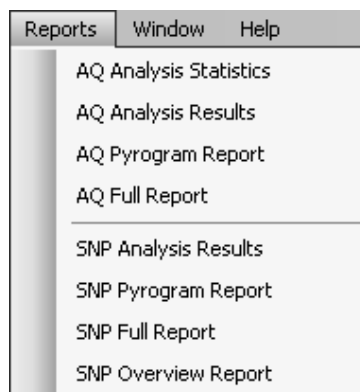 Reports Window Help
AQ Analysis Statistics
AQ Analysis Results
AQ Pyrogram Report
AQ Full Report
SNP Analysis Results
SNP Pyrogram Report
SNP Full Report
SNP Overview Report